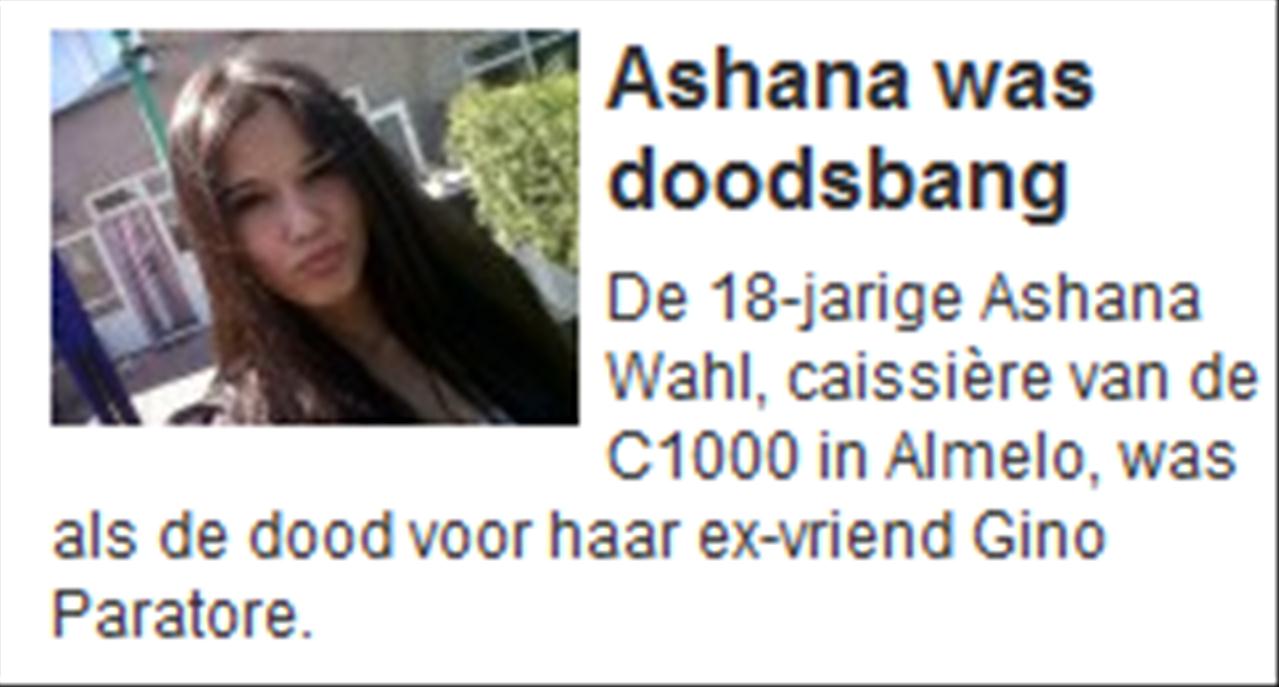 Ashana was
doodsbang
De 18-jarige Ashana
Wahl, caissière van de
C1000 in Almelo, was
als de dood voor haar ex-vriend Gino
Paratore.